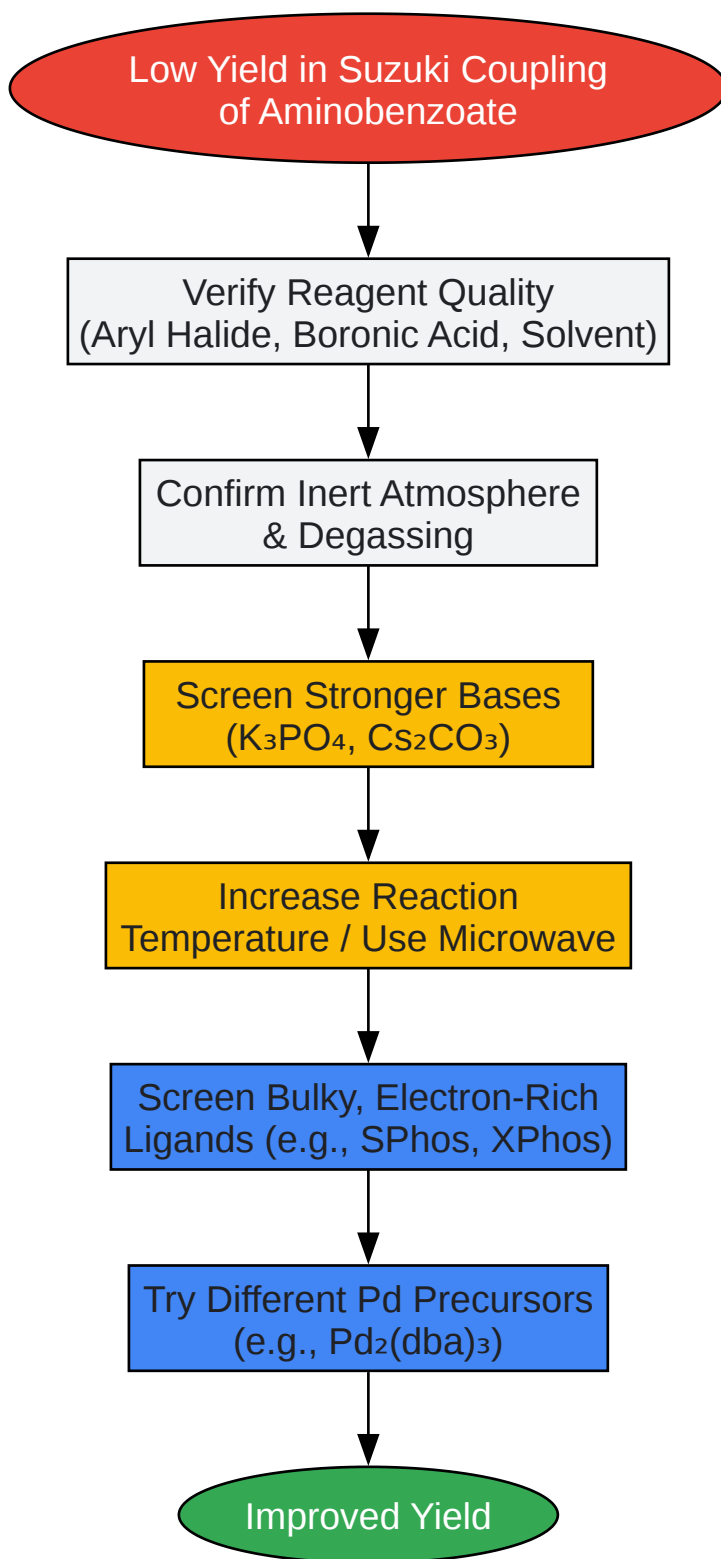 Low Yield in Suzuki Coupling
of Aminobenzoate
Verify Reagent Quality
(Aryl Halide, Boronic Acid, Solvent)
Confirm Inert Atmosphere
& Degassing
Screen Stronger Bases
(K₃PO₄, Cs₂CO₃)
Increase Reaction
Temperature / Use Microwave
Screen Bulky, Electron-Rich
Ligands (e.g., SPhos, XPhos)
Try Different Pd Precursors
(e.g., Pd₂(dba)₃)
Improved Yield